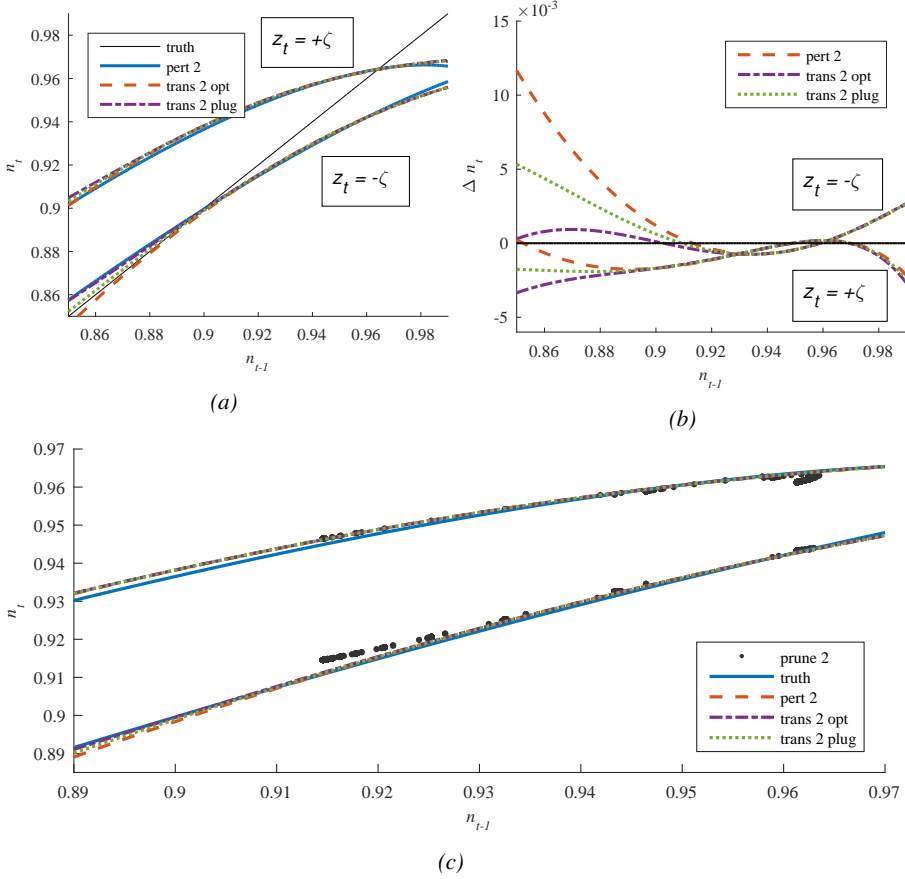 0.98
0.96
0.94
0.92
0.9
0.88
0.86
n_t
truth
pert 2
trans 2 opt
trans 2 plug
z_t = +ζ
z_t = -ζ
0.86 0.88 0.9 0.92 0.94 0.96 0.98
n_{t-1}
(a)
×10^{-3}
15
10
5
0
-5
Δ n_t
pert 2
trans 2 opt
trans 2 plug
z_t = -ζ
z_t = +ζ
0.86 0.88 0.9 0.92 0.94 0.96 0.98
n_{t-1}
(b)
0.97
0.96
0.95
0.94
0.93
0.92
0.91
0.9
0.89
n_t
prune 2
truth
pert 2
trans 2 opt
trans 2 plug
0.89 0.9 0.91 0.92 0.93 0.94 0.95 0.96 0.97
n_{t-1}
(c)